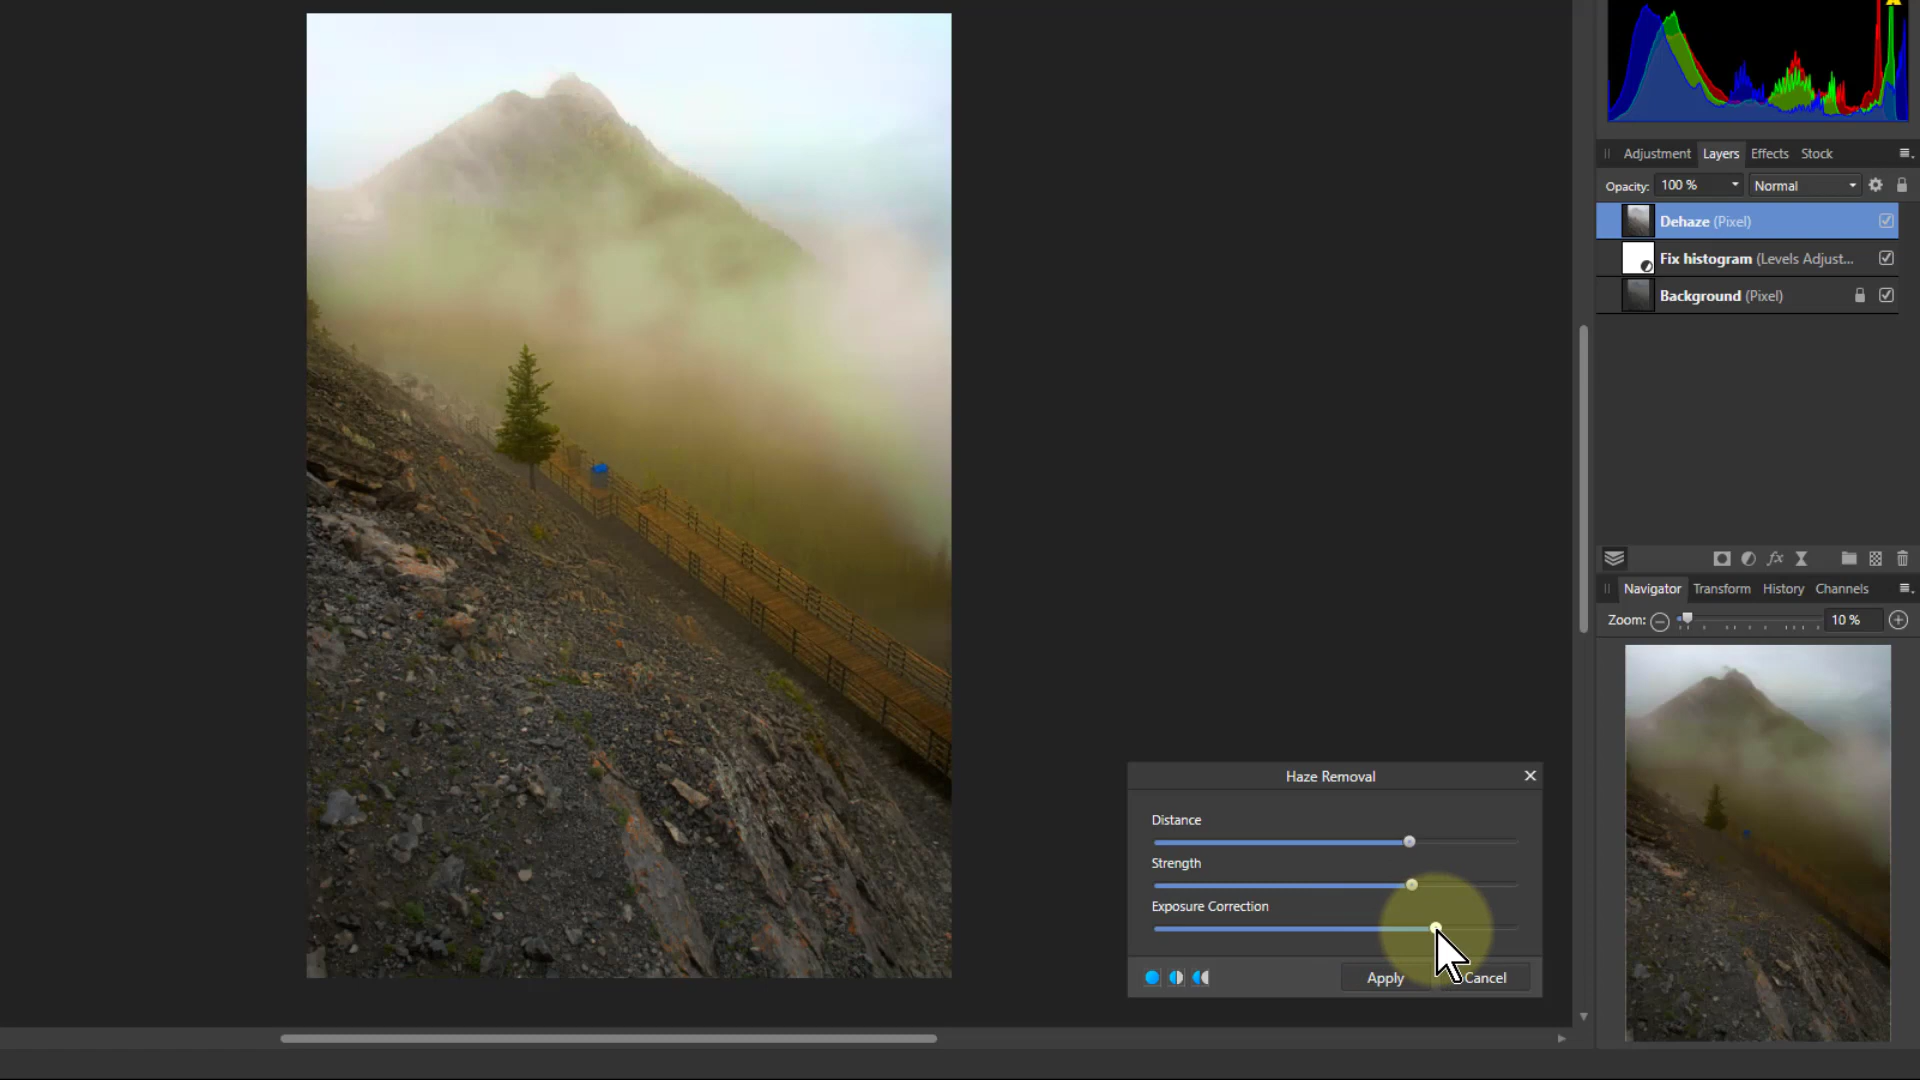 Adjustment Layers Effects Stock
Opacity: 100 % Normal
Dehaze (Pixel)
Fix histogram (Levels Adjust...
Background (Pixel)
fx
Navigator Transform History Channels
Zoom: 10 %
Haze Removal
Distance
Strength
Exposure Correction
Apply Cancel